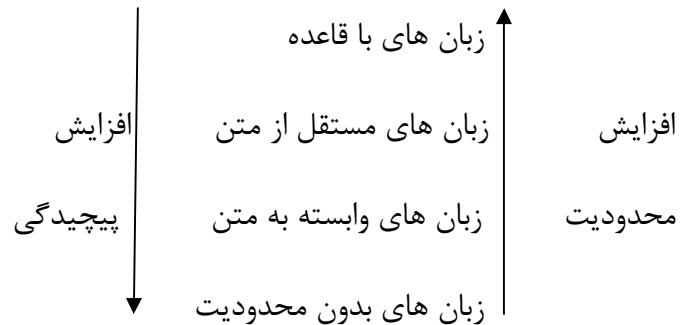 زبان های با قاعده
افزایش زبان های مستقل از متن افزایش
محدودیت زبان های وابسته به متن پیچیدگی
زبان های بدون محدودیت